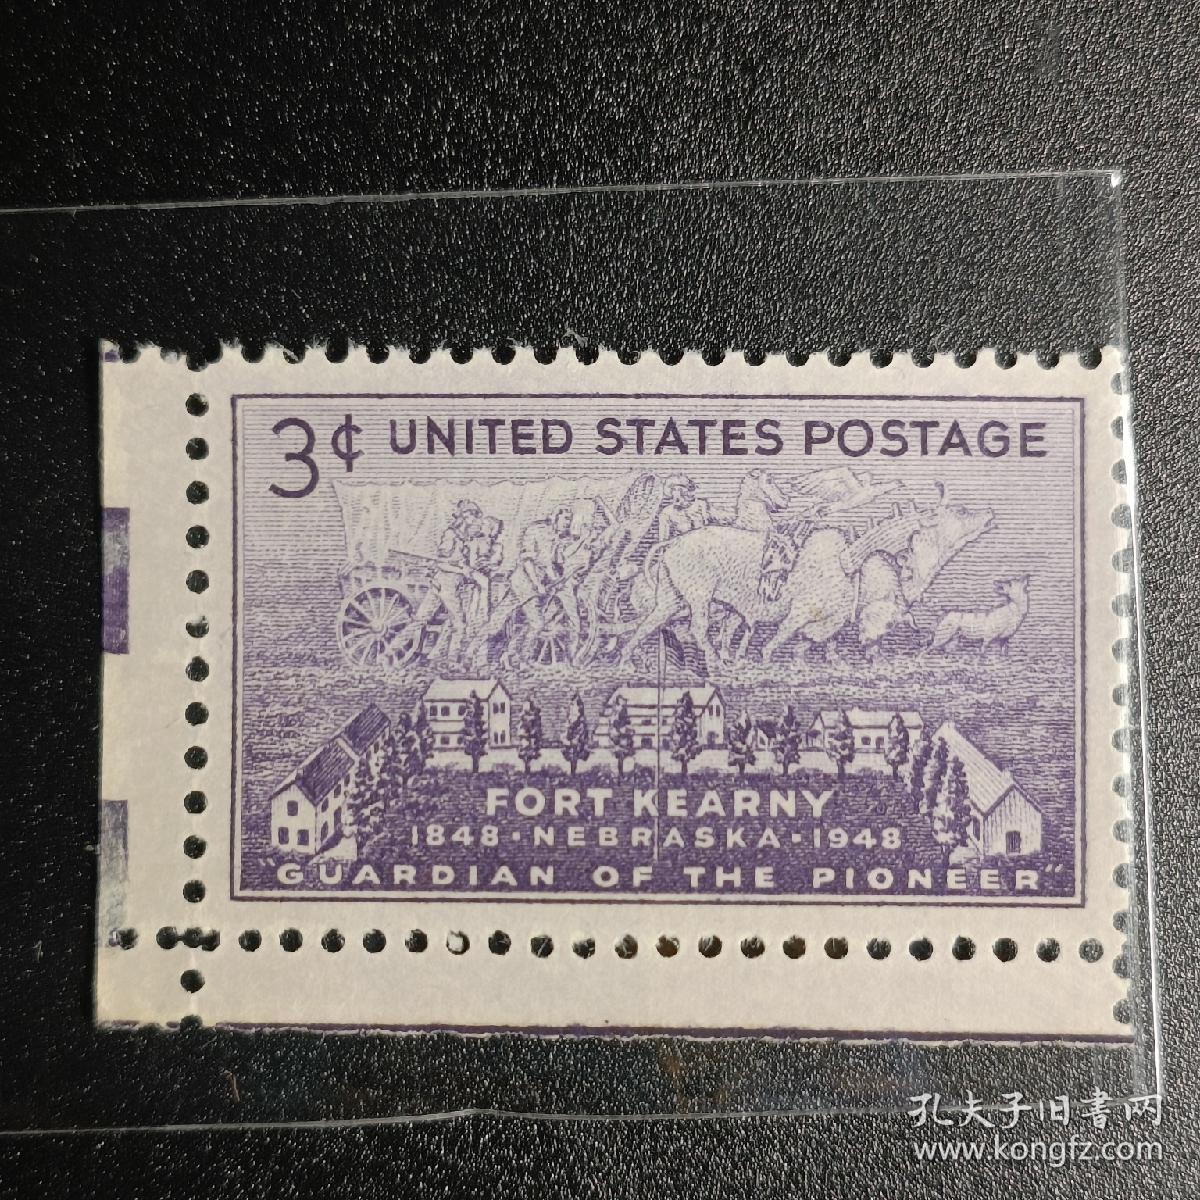 3¢ UNITED STATES POSTAGE
FORT KEARNY
1848·NEBRASKA·1948
"GUARDIAN OF THE PIONEER"
孔夫子旧書网
www.kongfz.com